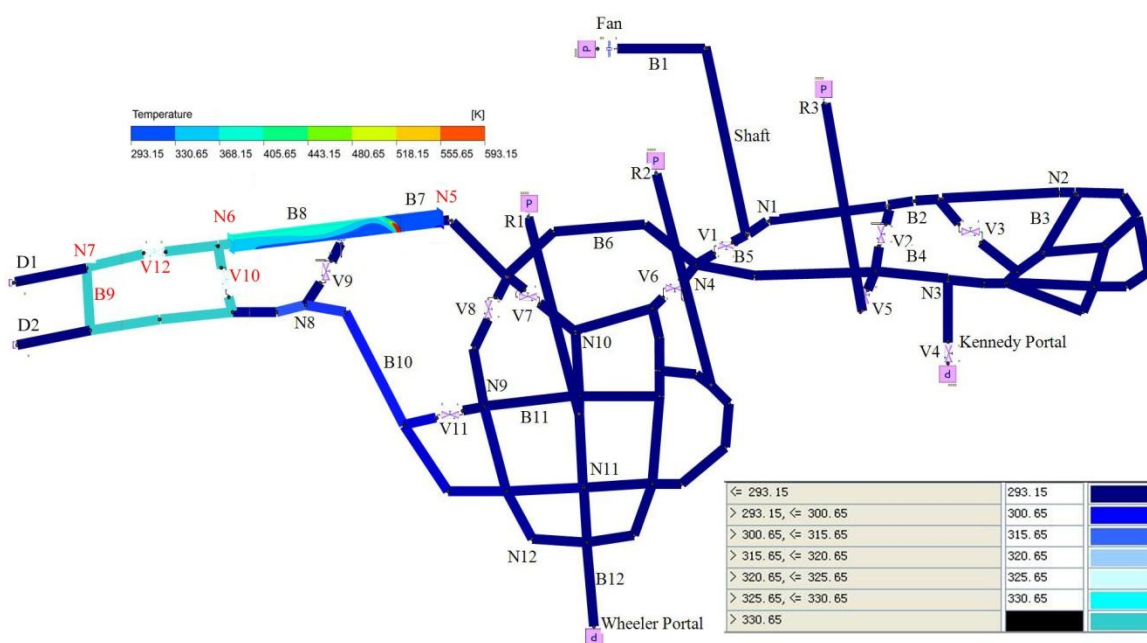 Fan
P
B1
Temperature [K]
293.15 330.65 368.15 405.65 443.15 480.65 518.15 555.65 593.15
P
R3
Shaft
P
R2
N2
B7 N5
B8
P
N1
B2
B3
V3
N6
R1
B6
V1
V2
B5
B4
N7
V12
D1
V10
V9
V6
N4
B9
V8
V7
N3
V5
D2
N8
N10
V4
Kennedy Portal
P
B10
N9
B11
V11
N11
N12
B12
Wheeler Portal
P
<= 293.15 293.15
> 293.15, <= 300.65 300.65
> 300.65, <= 315.65 315.65
> 315.65, <= 320.65 320.65
> 320.65, <= 325.65 325.65
> 325.65, <= 330.65 330.65
> 330.65